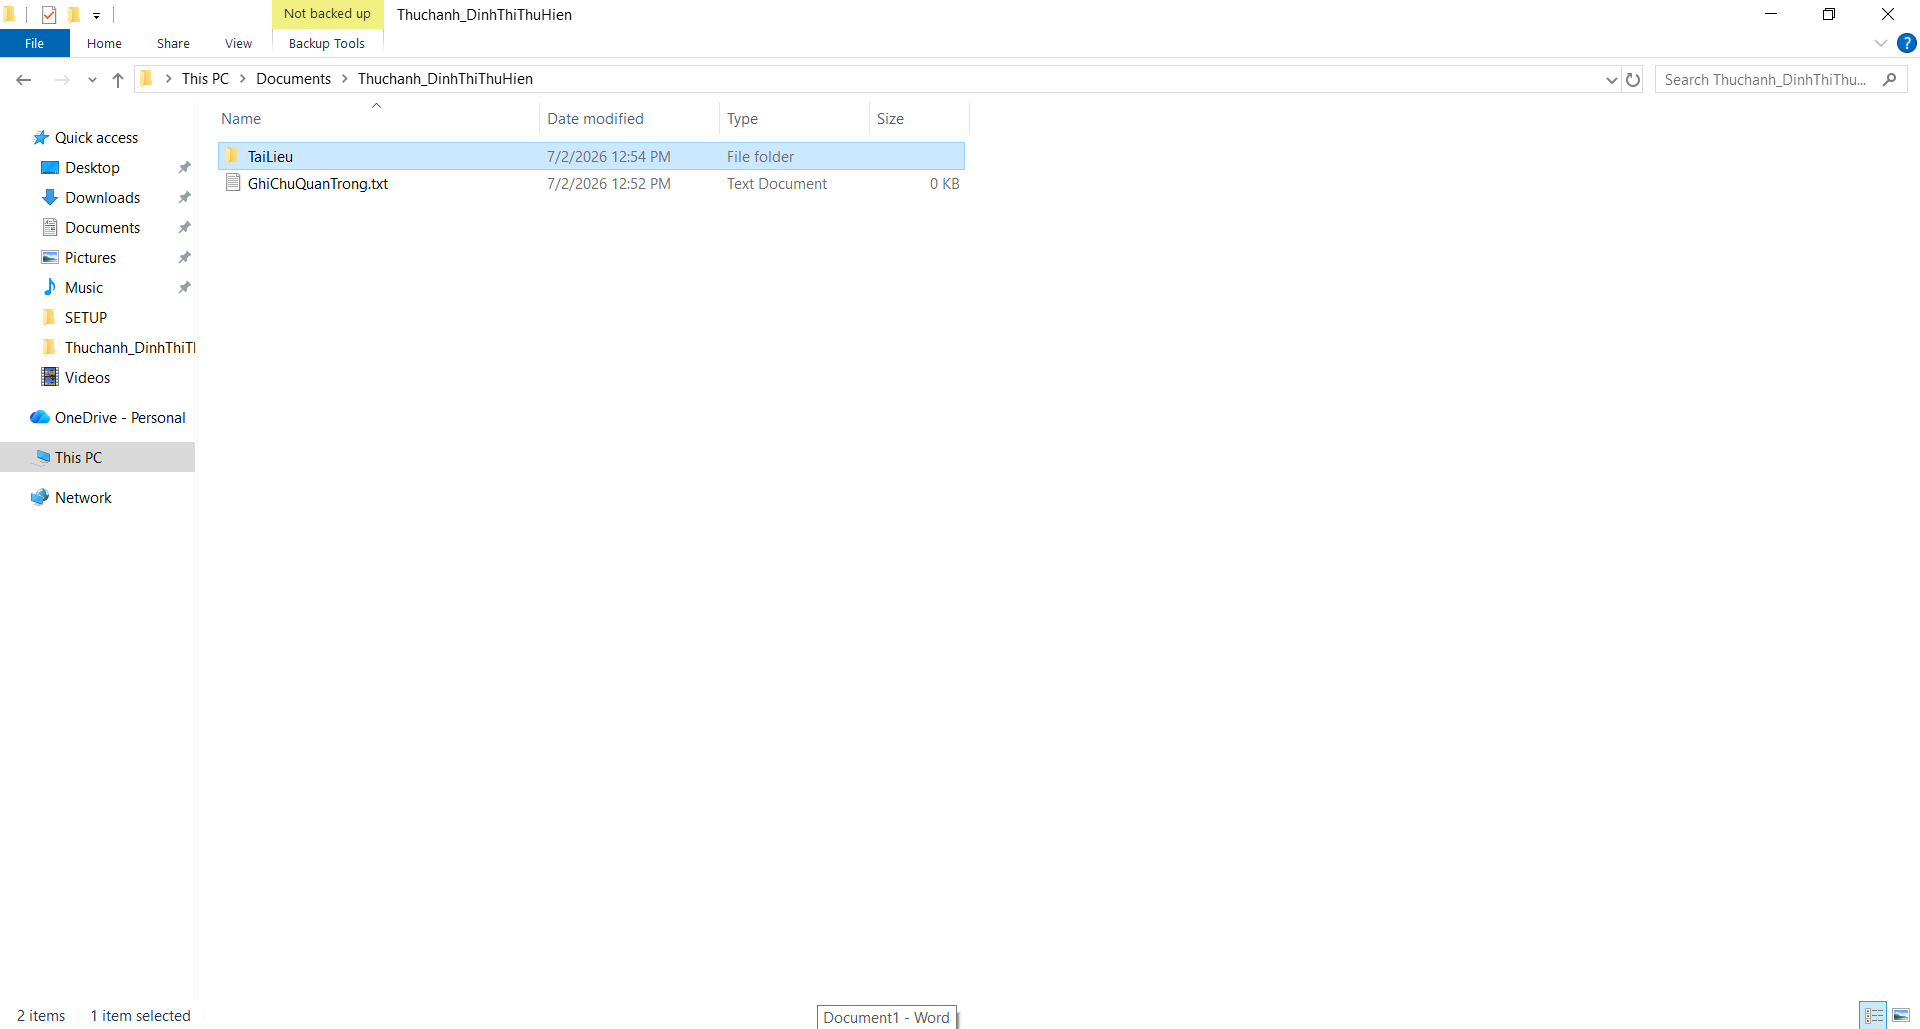 Not backed up Thuchanh_DinhThiThuHien
File Home Share View Backup Tools
?
This PC Documents Thuchanh_DinhThiThuHien Search Thuchanh_DinhThiThu...
Name Date modified Type Size
Quick access
Desktop
Downloads
Documents
Pictures
Music
SETUP
Thuchanh_DinhThiTl
Videos
OneDrive - Personal
This PC
Network
TaiLieu 7/2/2026 12:54 PM File folder
GhiChuQuanTrong.txt 7/2/2026 12:52 PM Text Document 0 KB
2 items 1 item selected
Document1 - Word